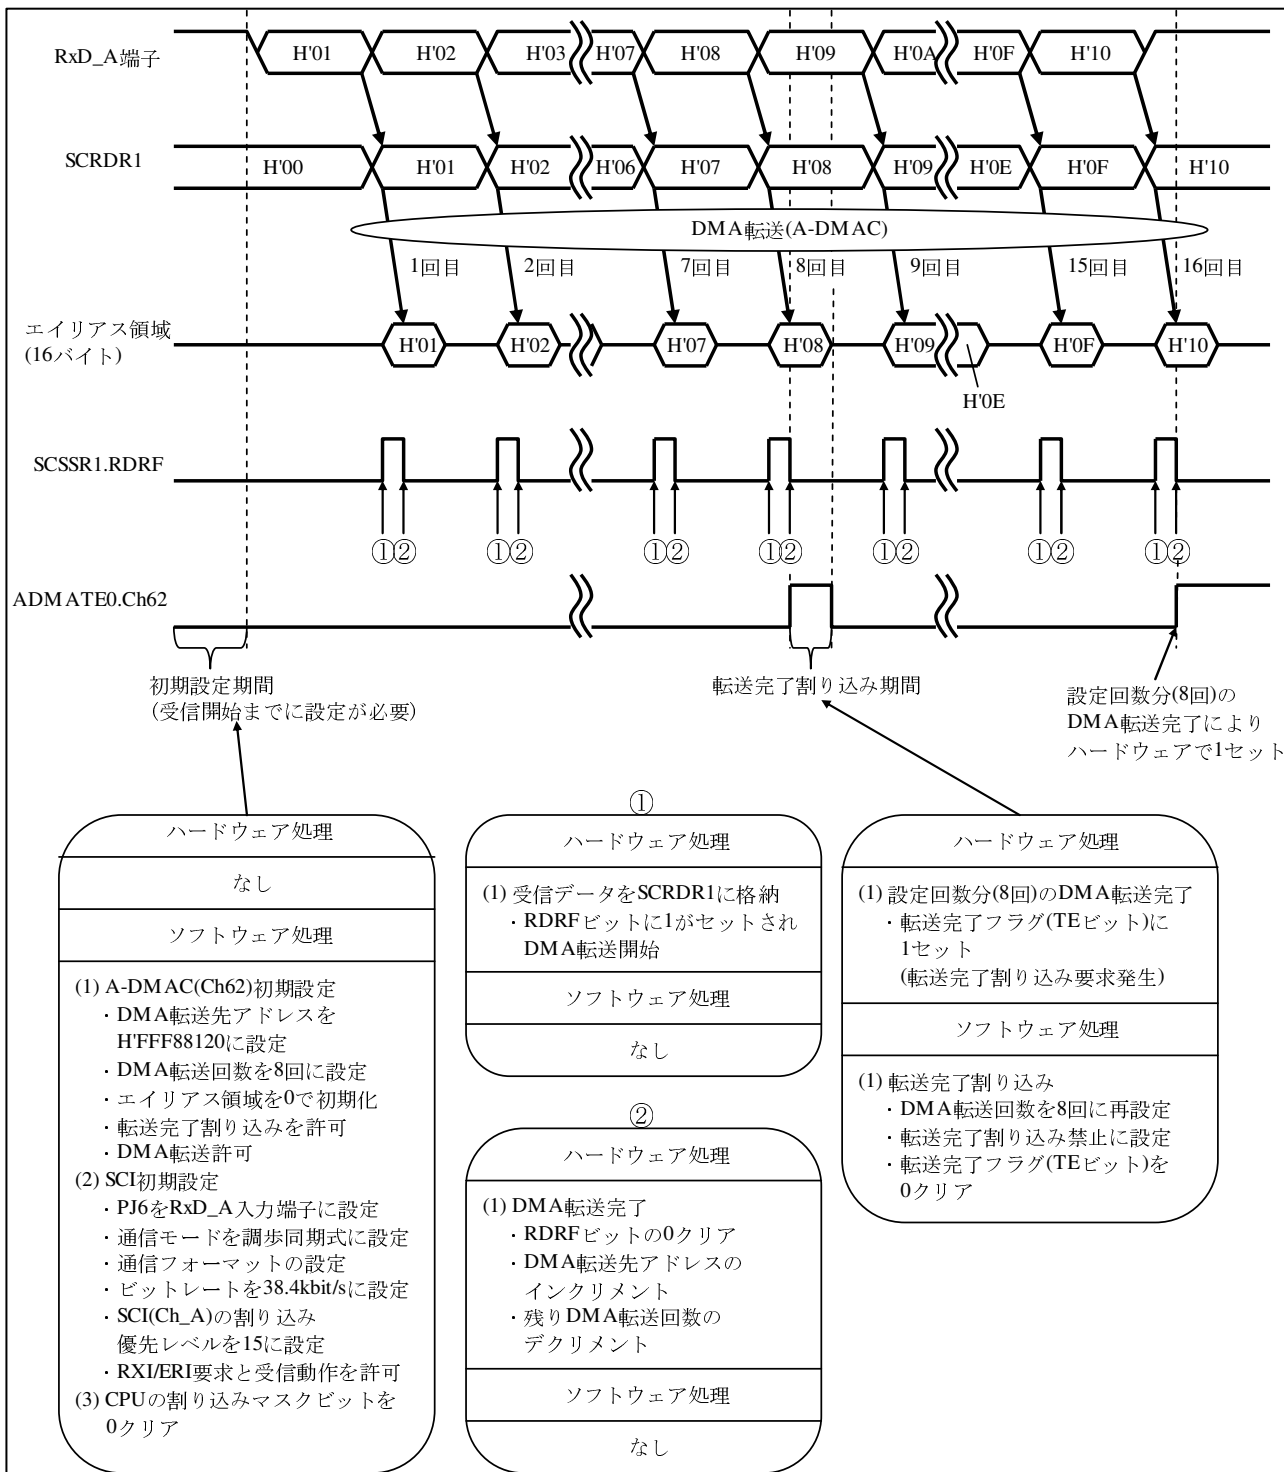 RxD_A端子
H'01
H'02
H'03
H'07
H'08
H'09
H'0A
H'0F
H'10
SCRDR1
H'00
H'01
H'02
H'06
H'07
H'08
H'09
H'0E
H'0F
H'10
DMA転送(A-DMAC)
1回目
2回目
7回目
8回目
9回目
15回目
16回目
エイリアス領域
(16バイト)
H'01
H'02
H'07
H'08
H'09
H'0F
H'10
H'0E
SCSSR1.RDRF
①②
①②
①②
①②
①②
①②
①②
ADMATE0.Ch62
初期設定期間
(受信開始までに設定が必要)
転送完了割り込み期間
設定回数分(8回)の
DMA転送完了により
ハードウェアで1セット
ハードウェア処理
なし
ソフトウェア処理
(1) A-DMAC(Ch62)初期設定
・DMA転送先アドレスを
H'FFF88120に設定
・DMA転送回数を8回に設定
・エイリアス領域を0で初期化
・転送完了割り込みを許可
・DMA転送許可
(2) SCI初期設定
・PJ6をRxD_A入力端子に設定
・通信モードを調歩同期式に設定
・通信フォーマットの設定
・ビットレートを38.4kbit/sに設定
・SCI(Ch_A)の割り込み
優先レベルを15に設定
・RXI/ERI要求と受信動作を許可
(3) CPUの割り込みマスクビットを
0クリア
①
ハードウェア処理
(1) 受信データをSCRDR1に格納
・RDRFビットに1がセットされ
DMA転送開始
ソフトウェア処理
なし
②
ハードウェア処理
(1) DMA転送完了
・RDRFビットの0クリア
・DMA転送先アドレスの
インクリメント
・残りDMA転送回数の
デクリメント
ソフトウェア処理
なし
ハードウェア処理
(1) 設定回数分(8回)のDMA転送完了
・転送完了フラグ(TEビット)に
1セット
(転送完了割り込み要求発生)
ソフトウェア処理
(1) 転送完了割り込み
・DMA転送回数を8回に再設定
・転送完了割り込み禁止に設定
・転送完了フラグ(TEビット)を
0クリア